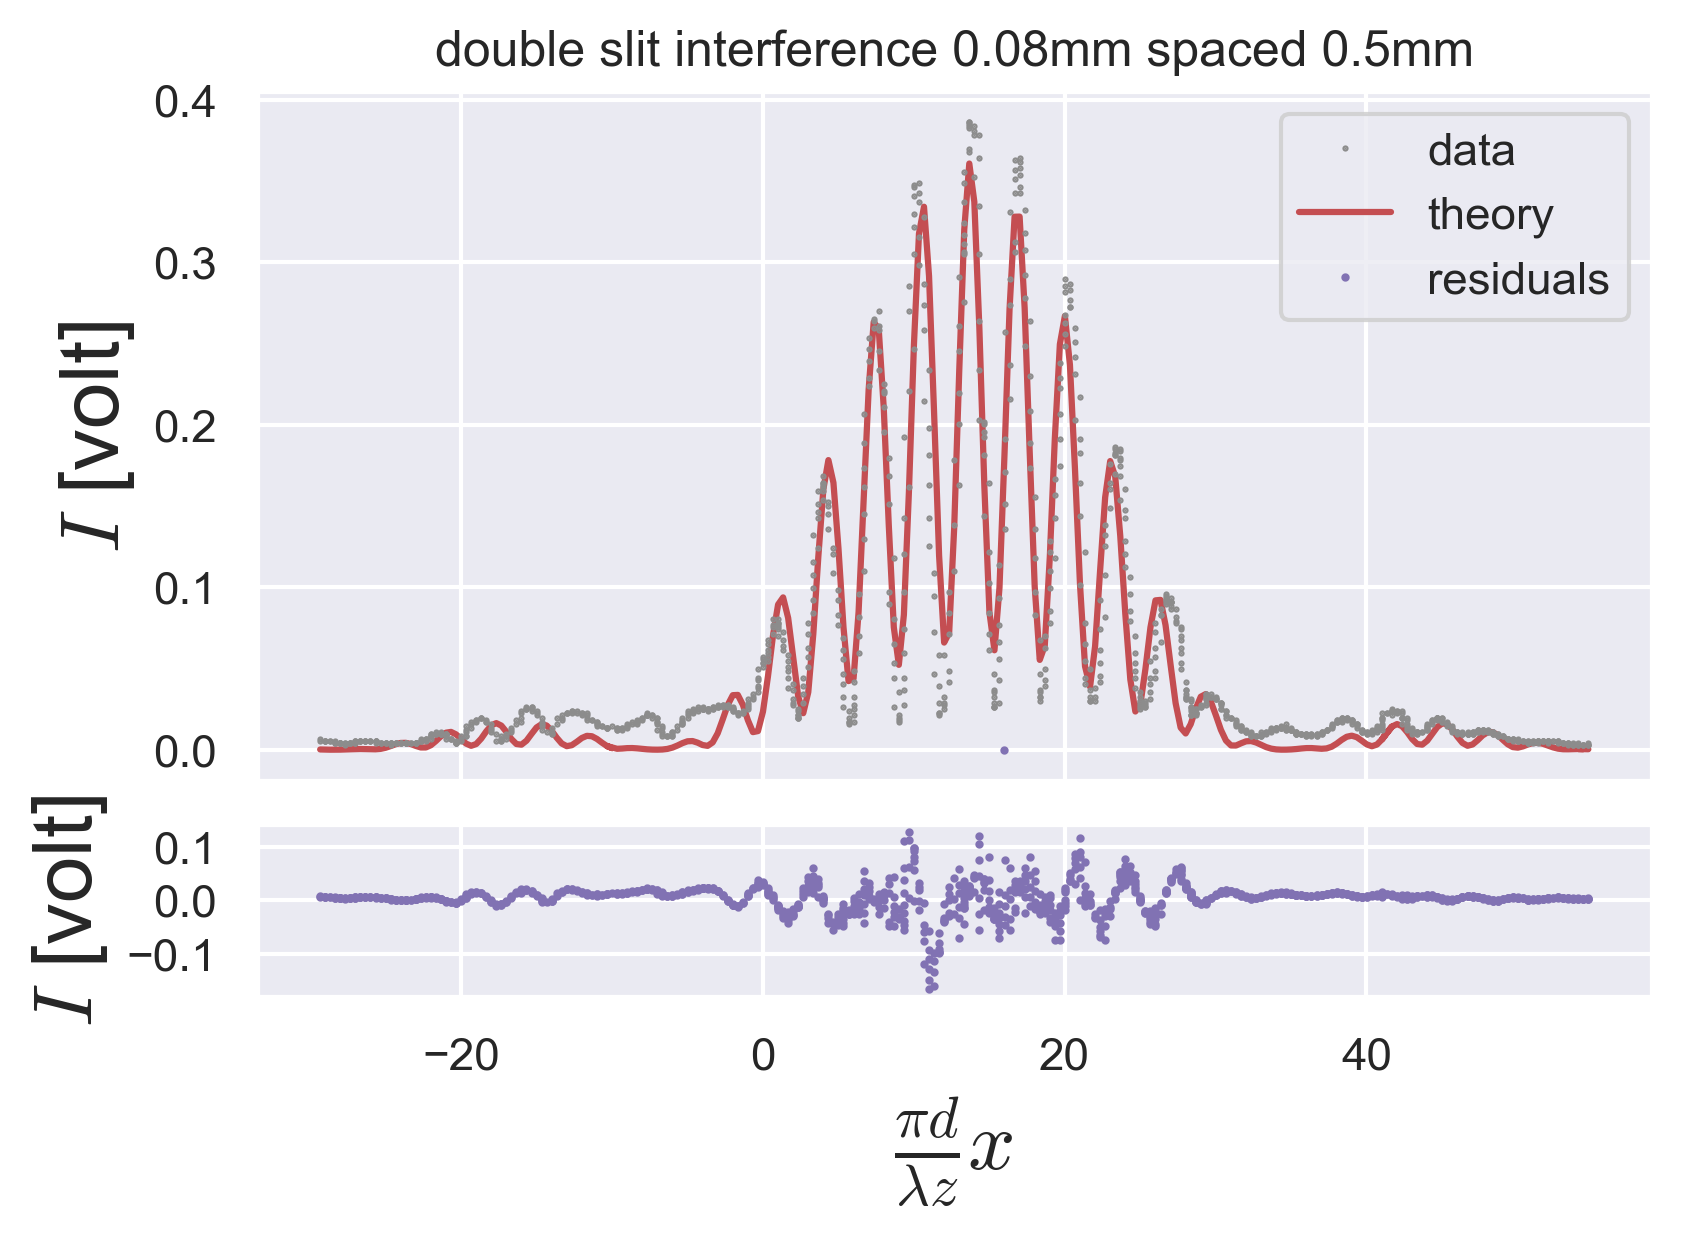 double slit interference 0.08mm spaced 0.5mm
0.4
0.3
0.2
0.1
0.0
I [volt]
data
theory
residuals
0.1
0.0
−0.1
I [volt]
−20 0 20 40
πd
λz
x